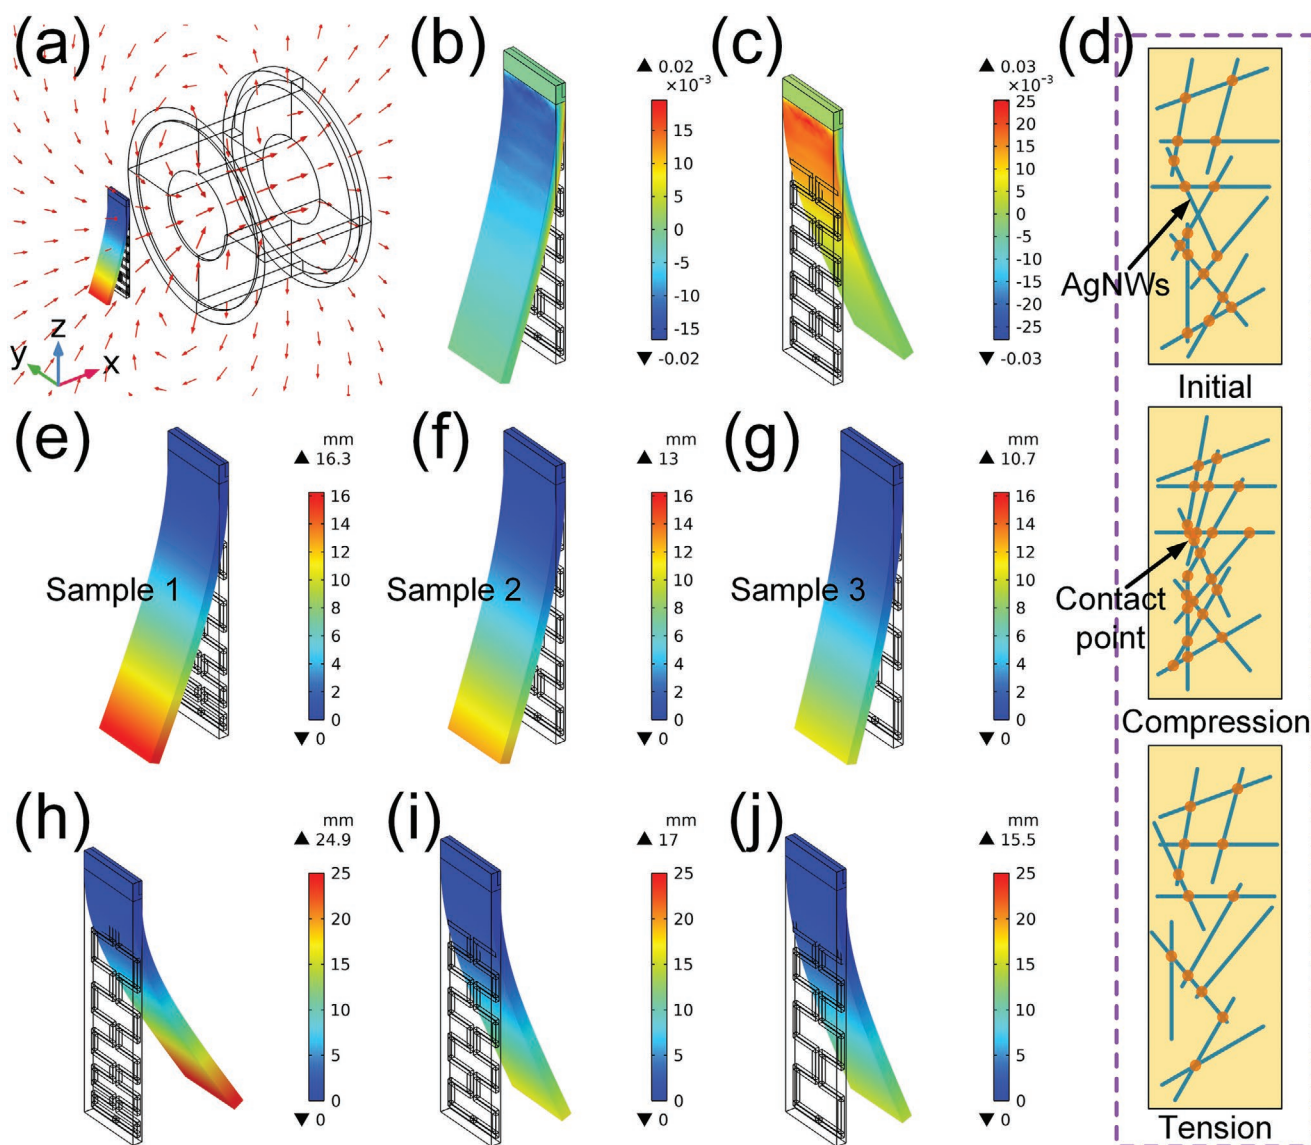 (a)
z
y
x
(b)
▲ 0.02
×10⁻³
15
10
5
0
-5
-10
-15
▼ -0.02
(c)
▲ 0.03
×10⁻³
25
20
15
10
5
0
-5
-10
-15
-20
-25
▼ -0.03
(d)
AgNWs
Initial
Contact
point
Compression
Tension
(e)
Sample 1
mm
▲ 16.3
16
14
12
10
8
6
4
2
0
▼ 0
(f)
Sample 2
mm
▲ 13
16
14
12
10
8
6
4
2
0
▼ 0
(g)
Sample 3
mm
▲ 10.7
16
14
12
10
8
6
4
2
0
▼ 0
(h)
mm
▲ 24.9
25
20
15
10
5
0
▼ 0
(i)
mm
▲ 17
25
20
15
10
5
0
▼ 0
(j)
mm
▲ 15.5
25
20
15
10
5
0
▼ 0